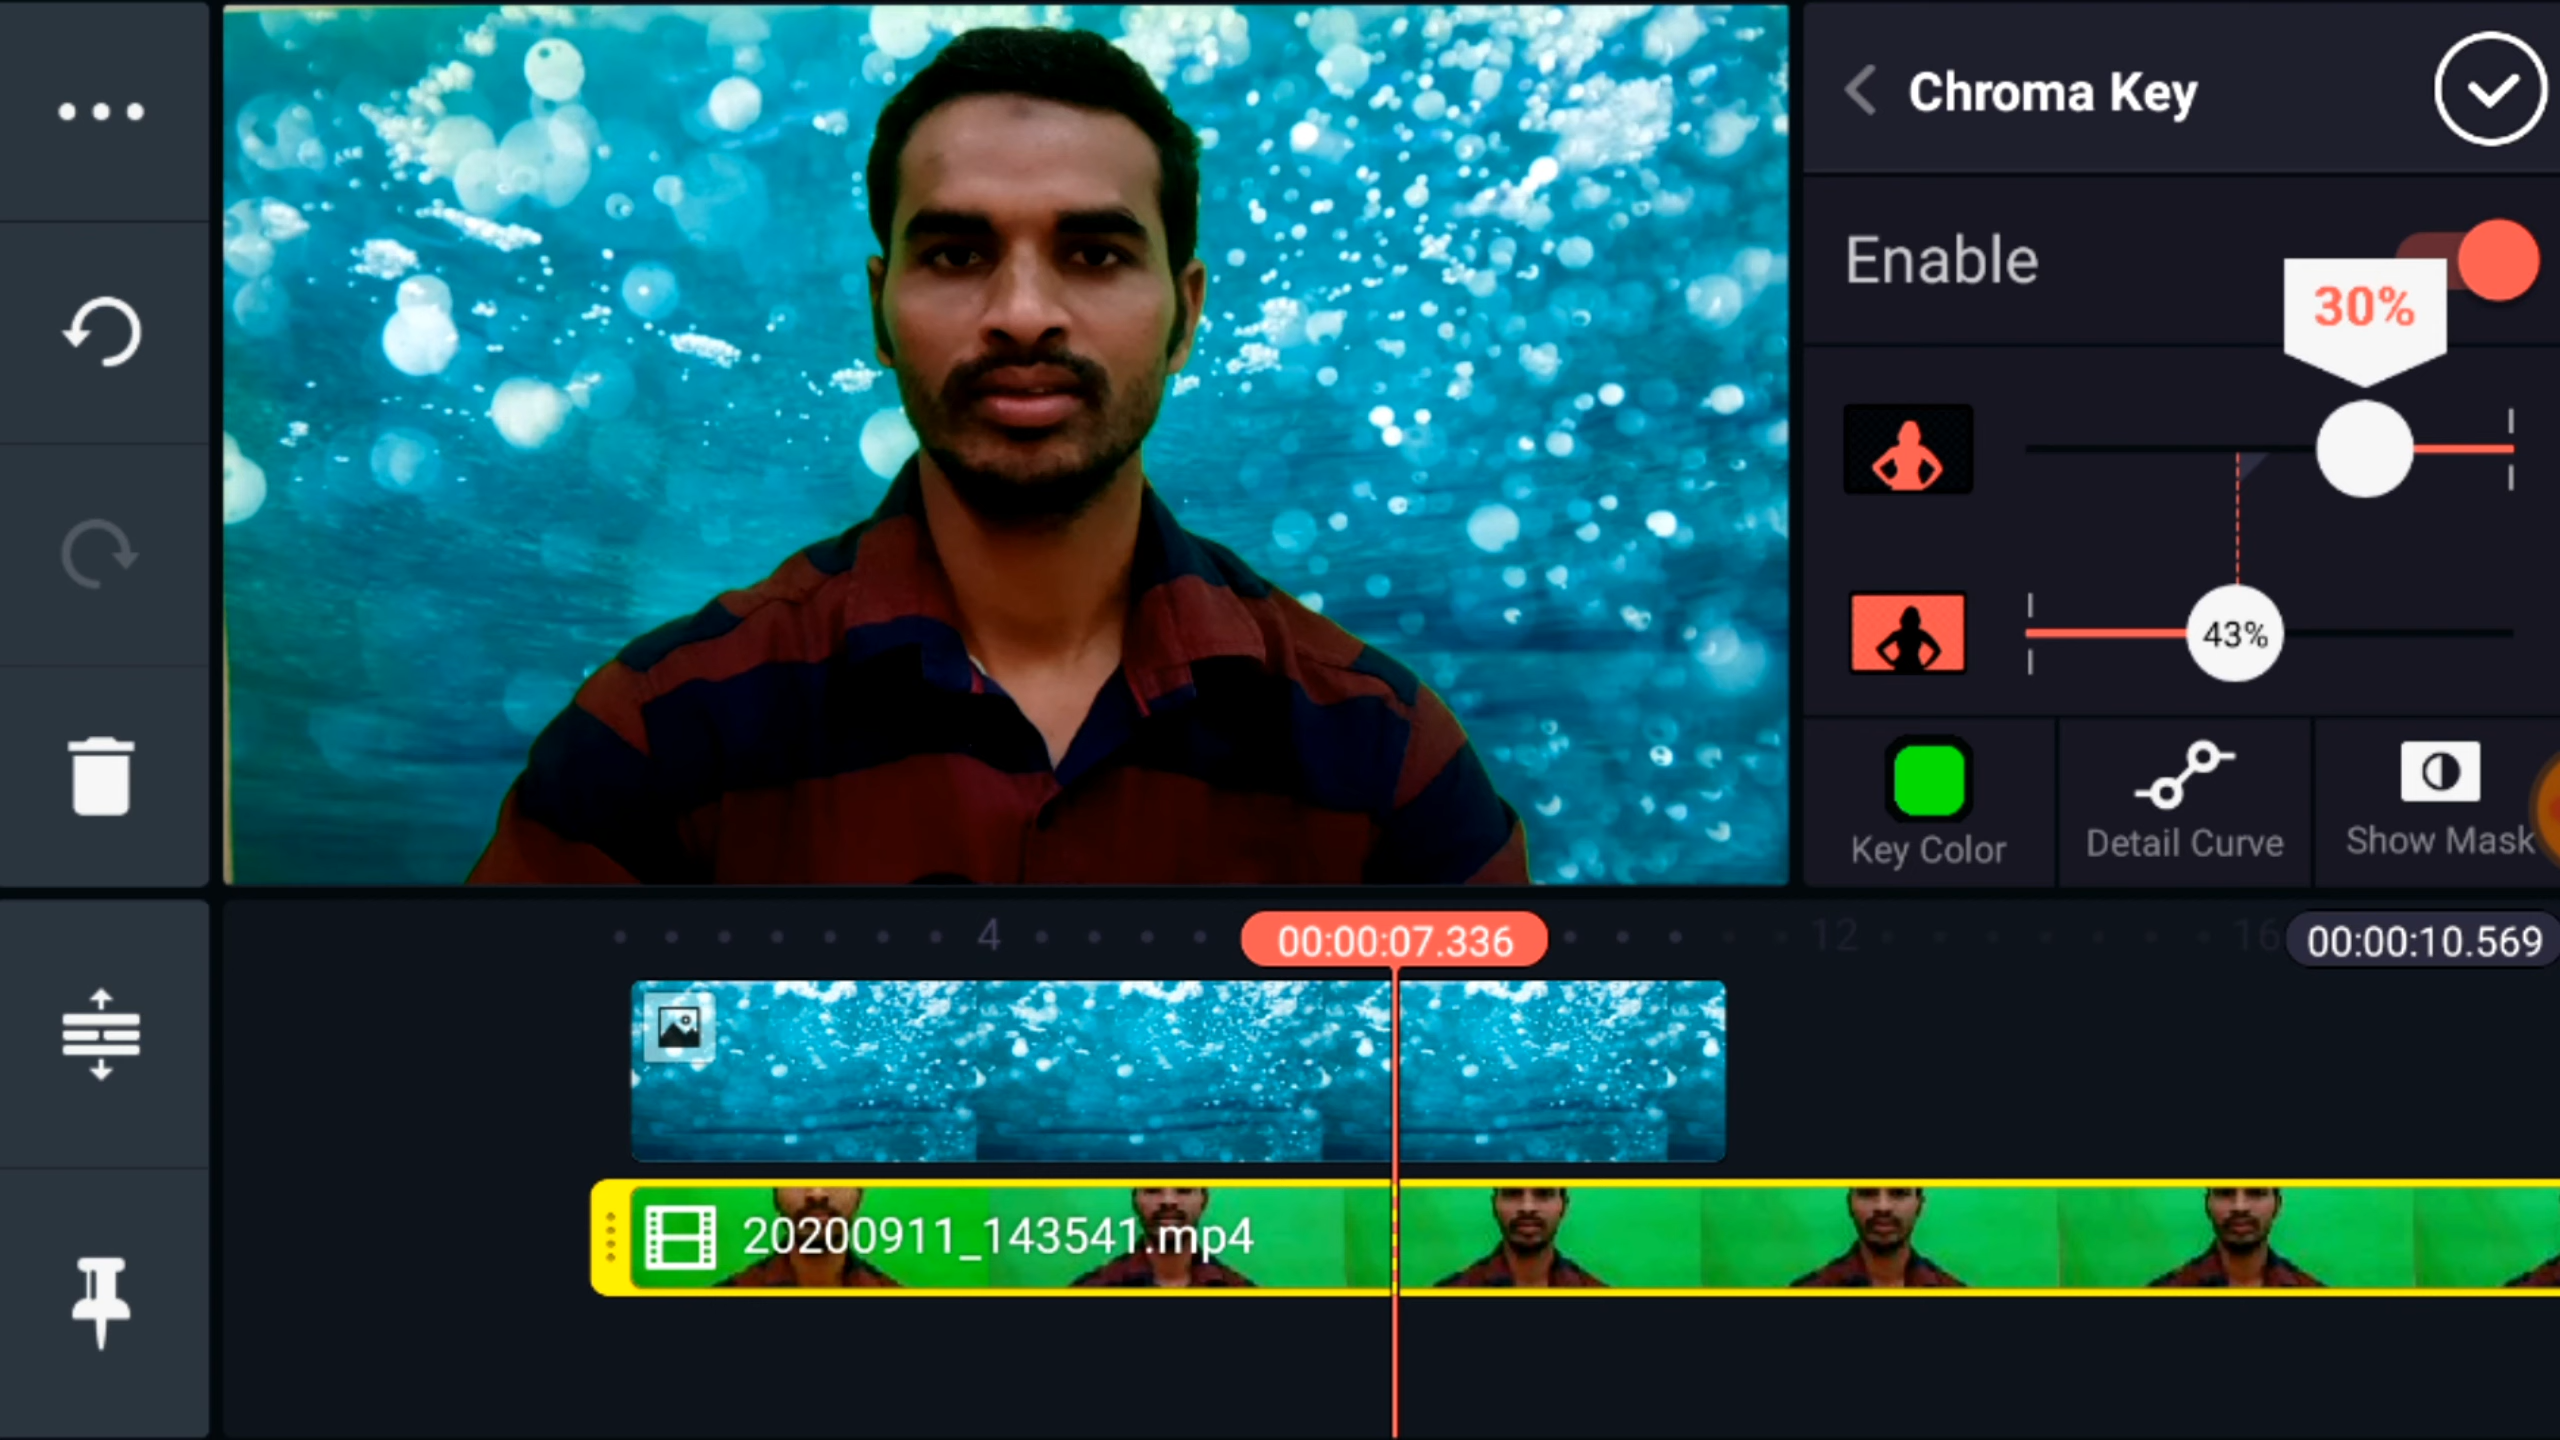 Chroma Key
Enable
30%
43%
Key Color
Detail Curve
Show Mask
4
00:00:07.336
12
16
00:00:10.569
20200911_143541.mp4